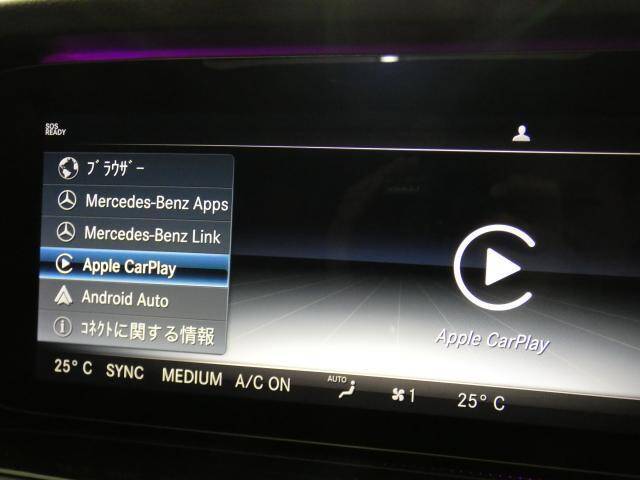 SOS
READY
ﾌﾞﾗｳｻﾞｰ
Mercedes-Benz Apps
Mercedes-Benz Link
Apple CarPlay
Android Auto
ｺﾈｸﾄに関する情報
Apple CarPlay
25° C SYNC MEDIUM A/C ON AUTO 1 25° C